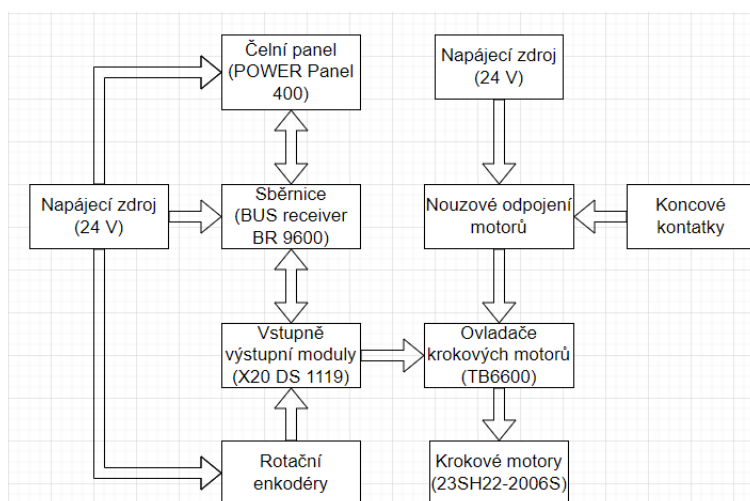 Čelní panel
(POWER Panel
400)
Napájecí zdroj
(24 V)
Napájecí zdroj
(24 V)
Sběrnice
(BUS receiver
BR 9600)
Nouzové odpojení
motorů
Koncové
kontatky
Vstupně
výstupní moduly
(X20 DS 1119)
Ovladače
krokových motorů
(TB6600)
Rotační
enkodéry
Krokové motory
(23SH22-2006S)